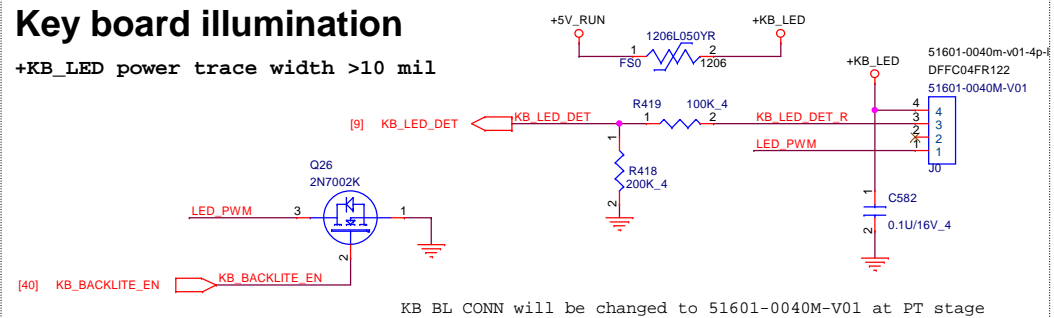 Key board illumination
+KB_LED power trace width >10 mil
+5V_RUN
+KB_LED
1206L050YR
1
2
FS0
1206
+KB_LED
51601-0040m-v01-4p-l
DFFC04FR122
51601-0040M-V01
[9] KB_LED_DET
KB_LED_DET
R419 100K_4
1
2
KB_LED_DET_R
LED_PWM
4
3
2
1
4
3
2
1
J0
1
R418
200K_4
2
Q26
2N7002K
LED_PWM
3
1
2
1
C582
0.1U/16V_4
2
[40] KB_BACKLITE_EN
KB_BACKLITE_EN
KB BL CONN will be changed to 51601-0040M-V01 at PT stage